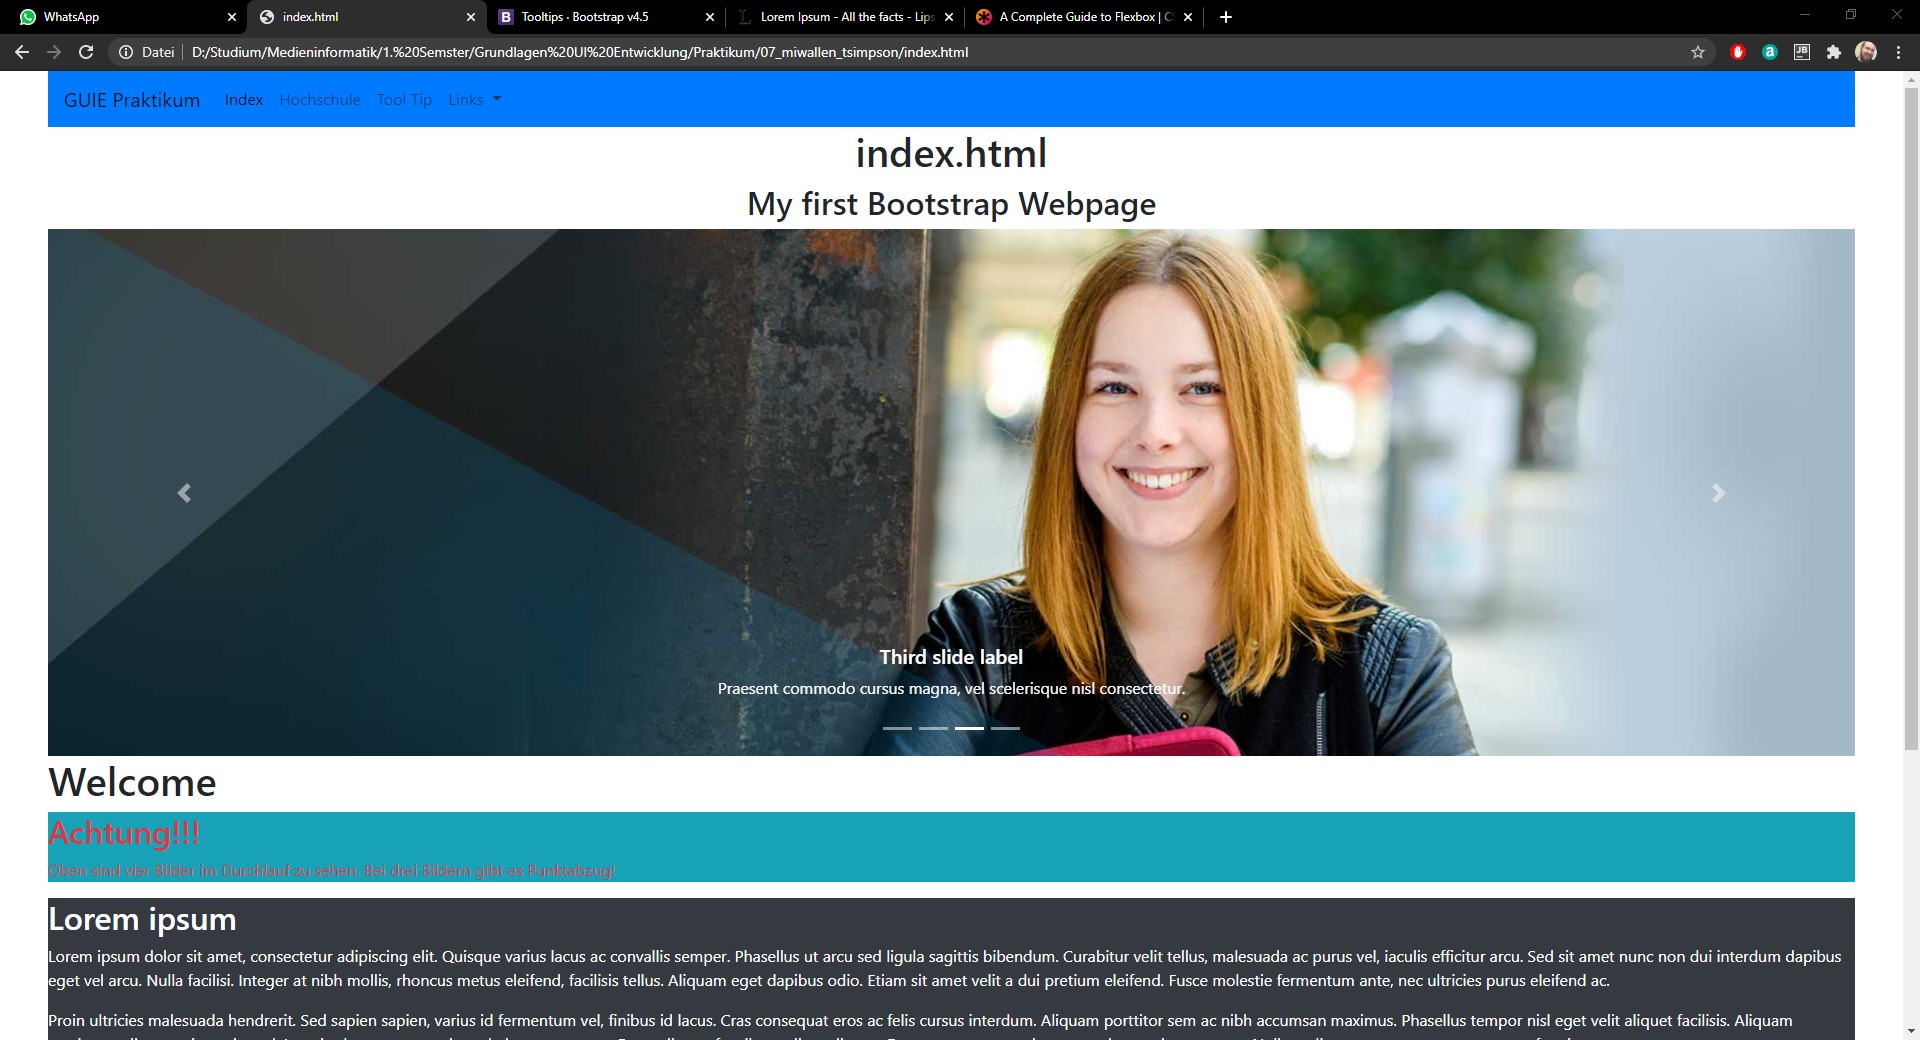 WhatsApp
index.html
Tooltips · Bootstrap v4.5
Lorem Ipsum - All the facts - Lips
A Complete Guide to Flexbox | CS
Datei
D:/Studium/Medieninformatik/1.%20Semster/Grundlagen%20UI%20Entwicklung/Praktikum/07_miwallen_tsimpson/index.html
JB
GUIE Praktikum Index Hochschule Tool Tip Links
index.html
My first Bootstrap Webpage
Third slide label
Praesent commodo cursus magna, vel scelerisque nisl consectetur.
Welcome
Achtung!!!
Oben sind vier Bilder im Durchlauf zu sehen. Bei drei Bildern gibt es Punktabzug!
Lorem ipsum
Lorem ipsum dolor sit amet, consectetur adipiscing elit. Quisque varius lacus ac convallis semper. Phasellus ut arcu sed ligula sagittis bibendum. Curabitur velit tellus, malesuada ac purus vel, iaculis efficitur arcu. Sed sit amet nunc non dui interdum dapibus
eget vel arcu. Nulla facilisi. Integer at nibh mollis, rhoncus metus eleifend, facilisis tellus. Aliquam eget dapibus odio. Etiam sit amet velit a dui pretium eleifend. Fusce molestie fermentum ante, nec ultricies purus eleifend ac.
Proin ultricies malesuada hendrerit. Sed sapien sapien, varius id fermentum vel, finibus id lacus. Cras consequat eros ac felis cursus interdum. Aliquam porttitor sem ac nibh accumsan maximus. Phasellus tempor nisl eget velit aliquet facilisis. Aliquam